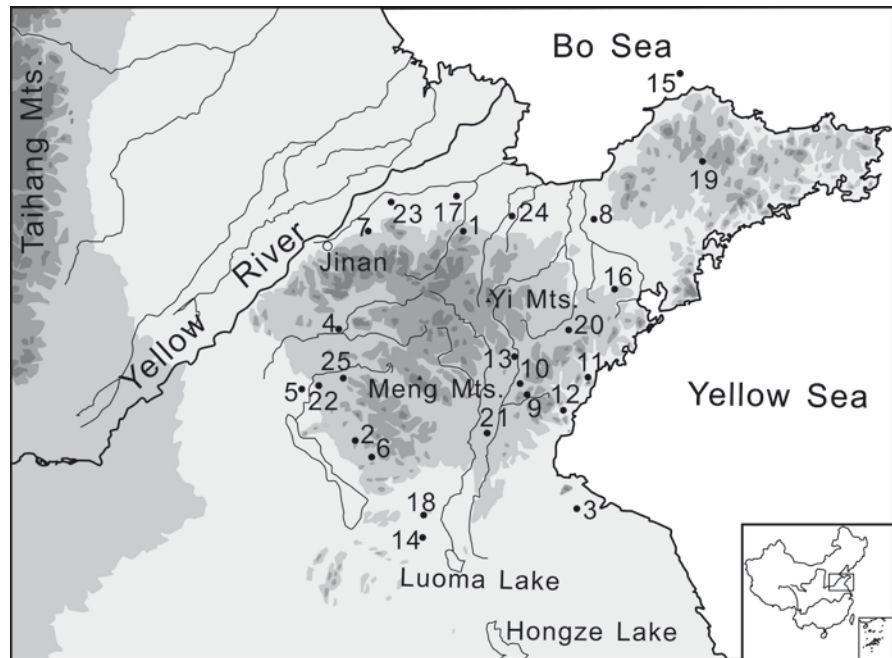 Bo Sea
15
Taihang Mts.
19
23
17
24
8
7
1
Jinan
Yellow River
16
Yi Mts.
4
20
13
25
10
11
5
22
Meng Mts.
9
12
Yellow Sea
2
21
6
18
3
14
Luoma Lake
Hongze Lake